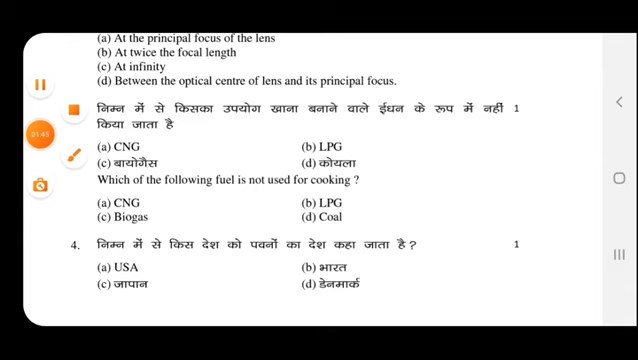 (a) At the principal focus of the lens
(b) At twice the focal length
(c) At infinity
(d) Between the optical centre of lens and its principal focus.
निम्न में से किसका उपयोग खाना बनाने वाले ईधन के रूप में नहीं 1
किया जाता है
(a) CNG (b) LPG
(c) बायोगैस (d) कोयला
Which of the following fuel is not used for cooking ?
(a) CNG (b) LPG
(c) Biogas (d) Coal
4. निम्न में से किस देश को पवनों का देश कहा जाता है ? 1
(a) USA (b) भारत
(c) जापान (d) डेनमार्क
01:45